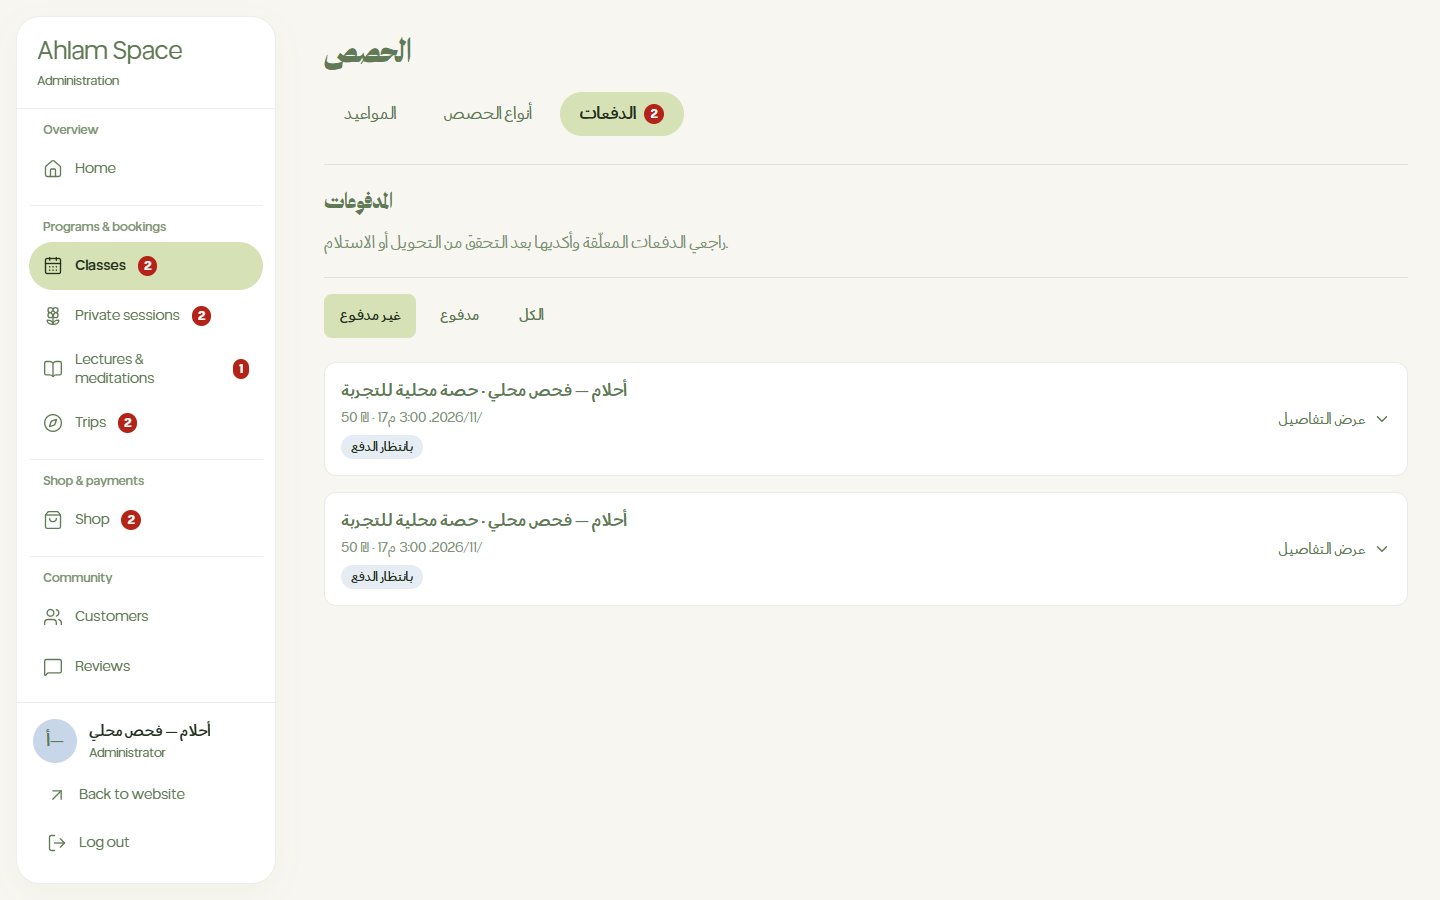 Ahlam Space
Administration
Overview
Home
Programs & bookings
Classes 2
Private sessions 2
Lectures & meditations 1
Trips 2
Shop & payments
Shop 2
Community
Customers
Reviews
أ—
أحلام — فحص محلي
Administrator
Back to website
Log out
الحصص
المواعيد
أنواع الحصص
الدفعات 2
المدفوعات
راجعي الدفعات المعلّقة وأكديها بعد التحقق من التحويل أو الاستلام.
غير مدفوع
مدفوع
الكل
أحلام — فحص محلي · حصة محلية للتجربة
50 ₪ · 17م 3:00 ,2026/11/
بانتظار الدفع
عرض التفاصيل
أحلام — فحص محلي · حصة محلية للتجربة
50 ₪ · 17م 3:00 ,2026/11/
بانتظار الدفع
عرض التفاصيل